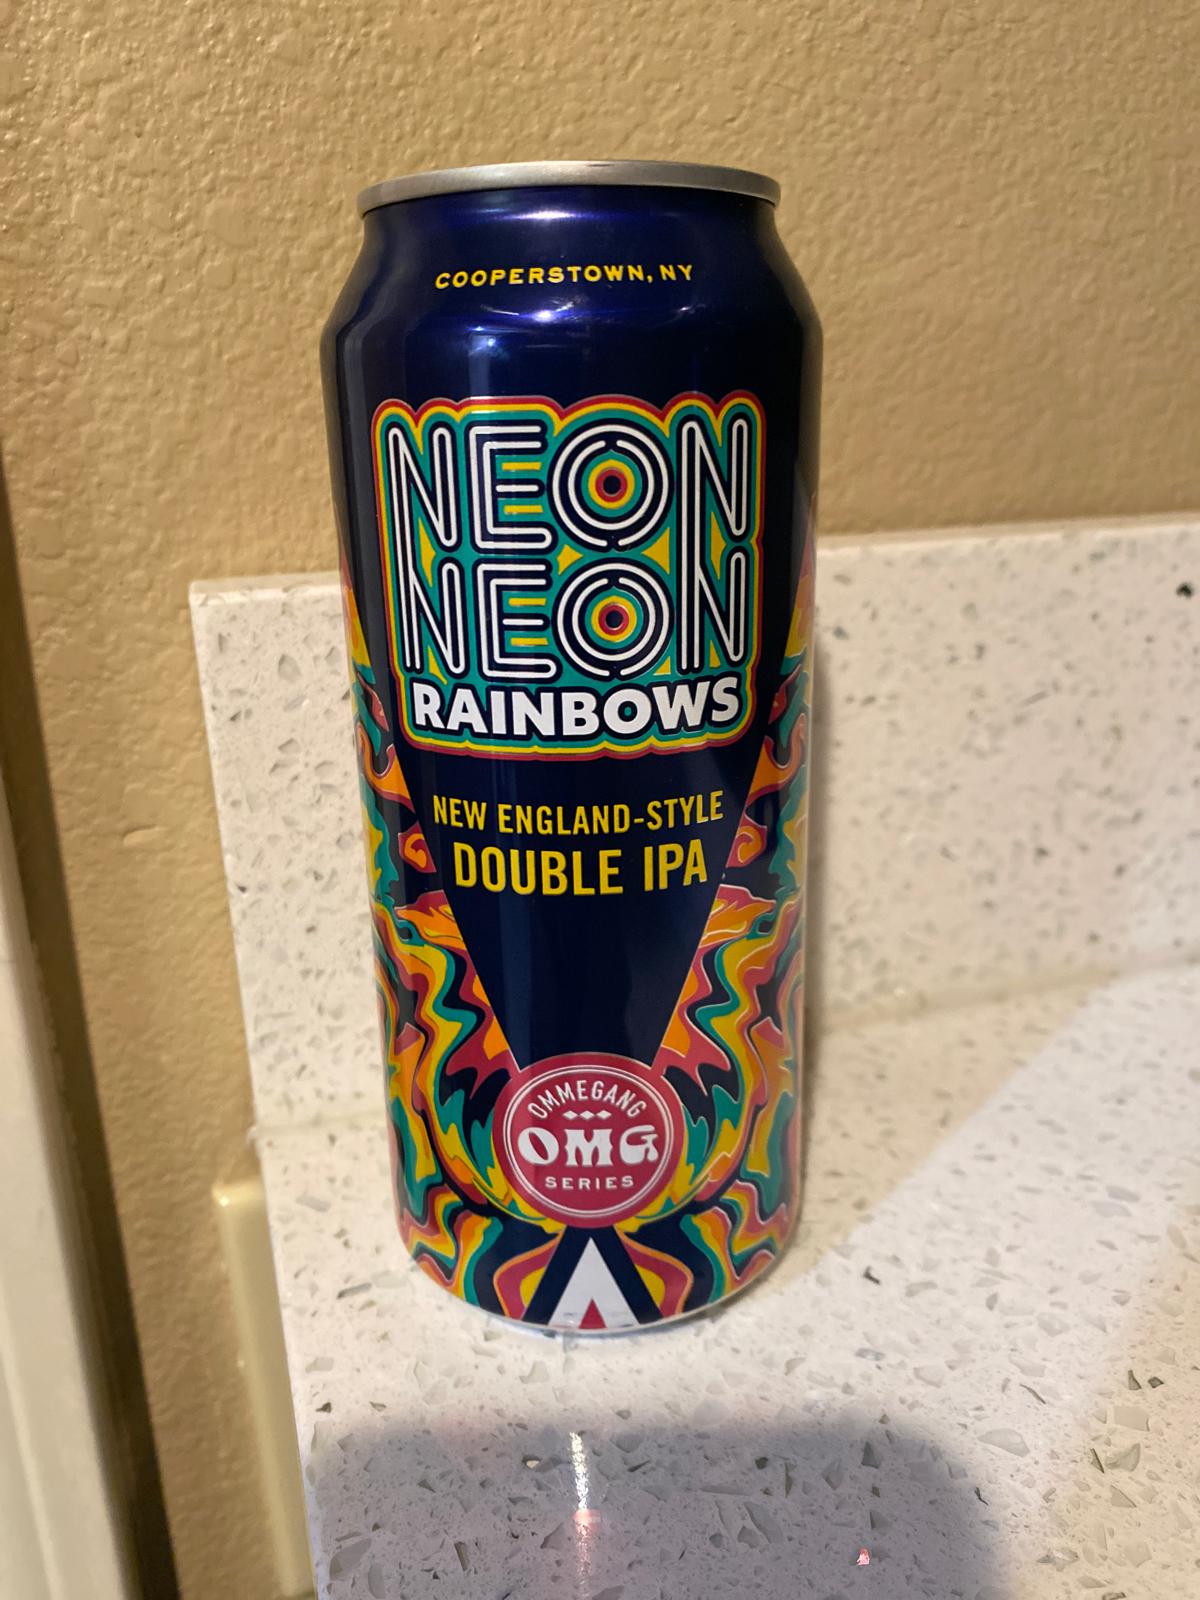 COOPERSTOWN, NY
NEON
NEON
RAINBOWS
NEW ENGLAND-STYLE
DOUBLE IPA
OMMEGANG
OMG
SERIES